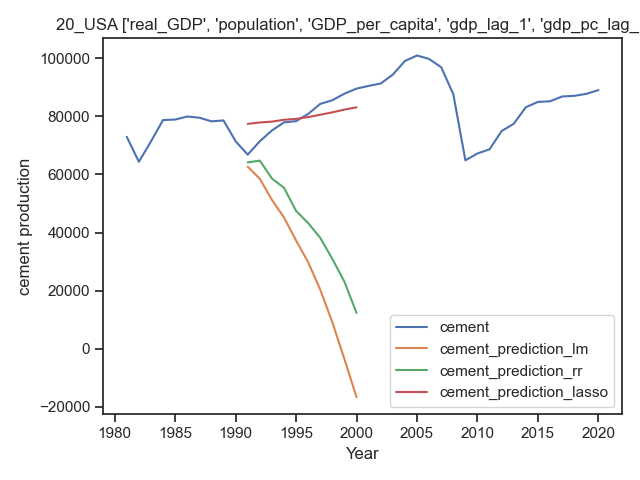 20_USA ['real_GDP', 'population', 'GDP_per_capita', 'gdp_lag_1', 'gdp_pc_lag_
100000
80000
60000
40000
20000
0
−20000
cement production
cement
cement_prediction_lm
cement_prediction_rr
cement_prediction_lasso
1980 1985 1990 1995 2000 2005 2010 2015 2020
Year